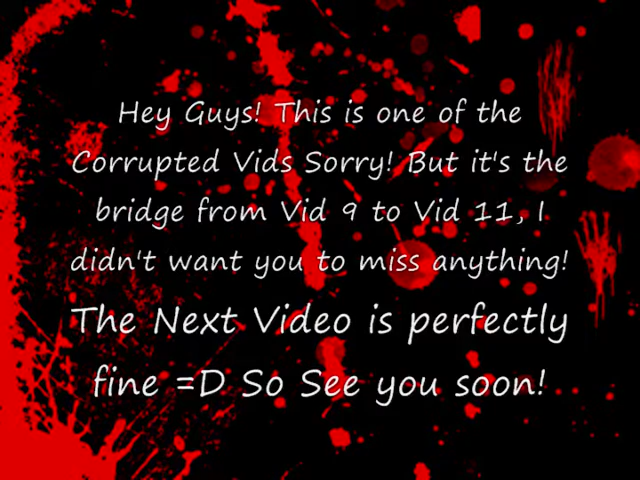 Hey Guys! This is one of the
Corrupted Vids Sorry! But it's the
bridge from Vid 9 to Vid 11, I
didn't want you to miss anything!
The Next Video is perfectly
fine =D So See you soon!